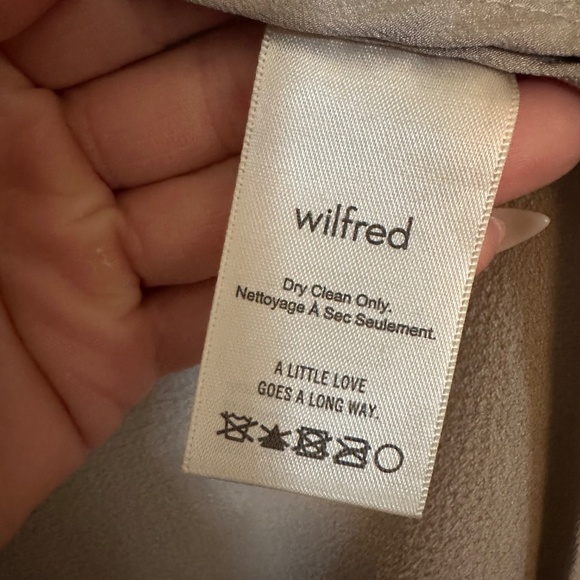 wilfred
Dry Clean Only.
Nettoyage À Sec Seulement.
A LITTLE LOVE
GOES A LONG WAY.